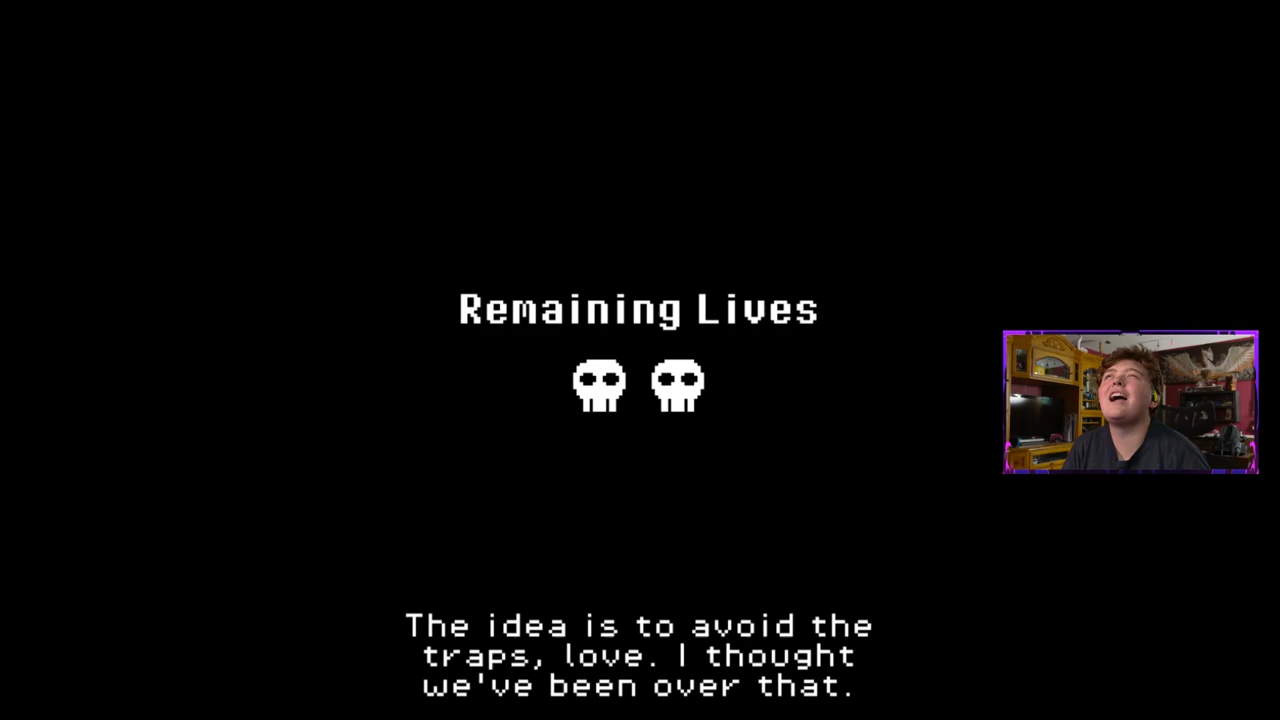 Remaining Lives
The idea is to avoid the
traps, love. I thought
we've been over that.